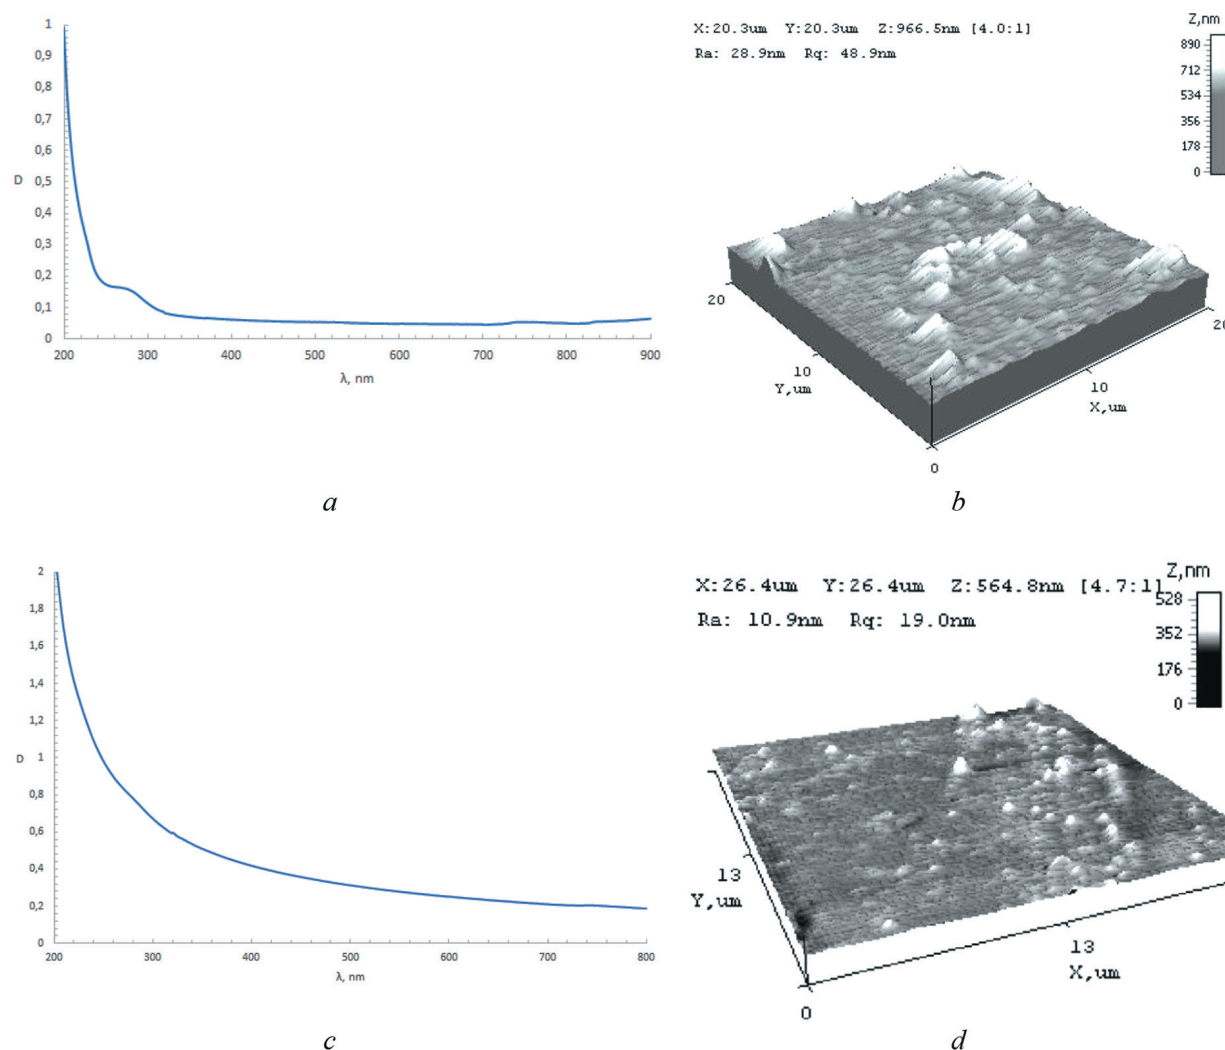 1
0,9
0,8
0,7
0,6
D
0,5
0,4
0,3
0,2
0,1
0
200 300 400 500 600 700 800 900
λ, nm
a
X:20.3um Y:20.3um Z:966.5nm [4.0:1]
Ra: 28.9nm Rq: 48.9nm
Z,nm
890
712
534
356
178
0
20
10
Y,um
0
10
X,um
20
b
2
1,8
1,6
1,4
1,2
D
1
0,8
0,6
0,4
0,2
0
200 300 400 500 600 700 800
λ, nm
c
X:26.4um Y:26.4um Z:564.8nm [4.7:1]
Ra: 10.9nm Rq: 19.0nm
Z,nm
528
352
176
0
13
Y,um
0
13
X,um
d